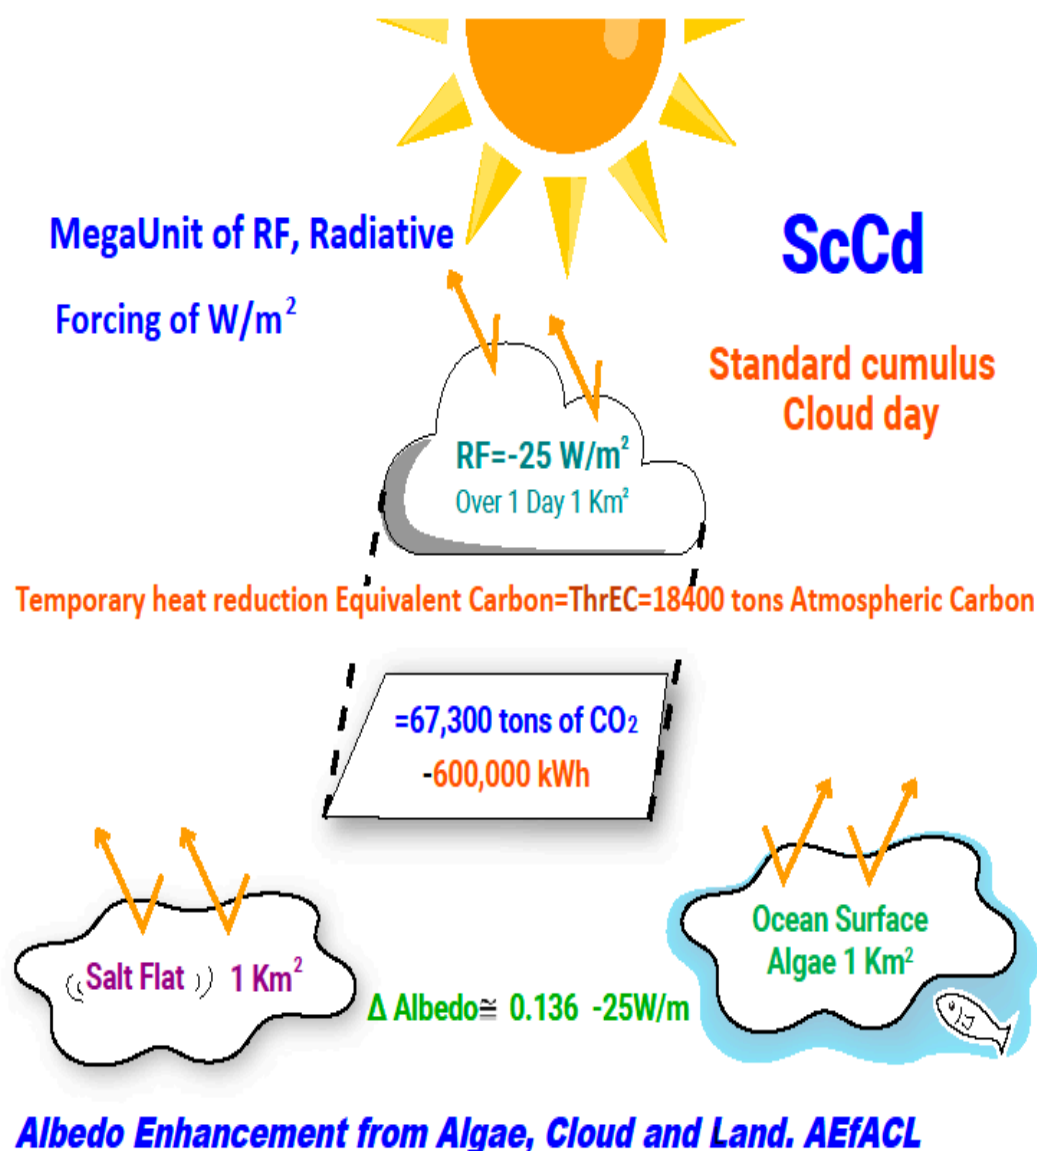 MegaUnit of RF, Radiative
Forcing of W/m²
ScCd
Standard cumulus
Cloud day
RF=-25 W/m²
Over 1 Day 1 Km²
Temporary heat reduction Equivalent Carbon=ThrEC=18400 tons Atmospheric Carbon
=67,300 tons of CO₂
-600,000 kWh
Salt Flat 1 Km²
Ocean Surface
Algae 1 Km²
Δ Albedo≅ 0.136 -25W/m
Albedo Enhancement from Algae, Cloud and Land. AEfACL